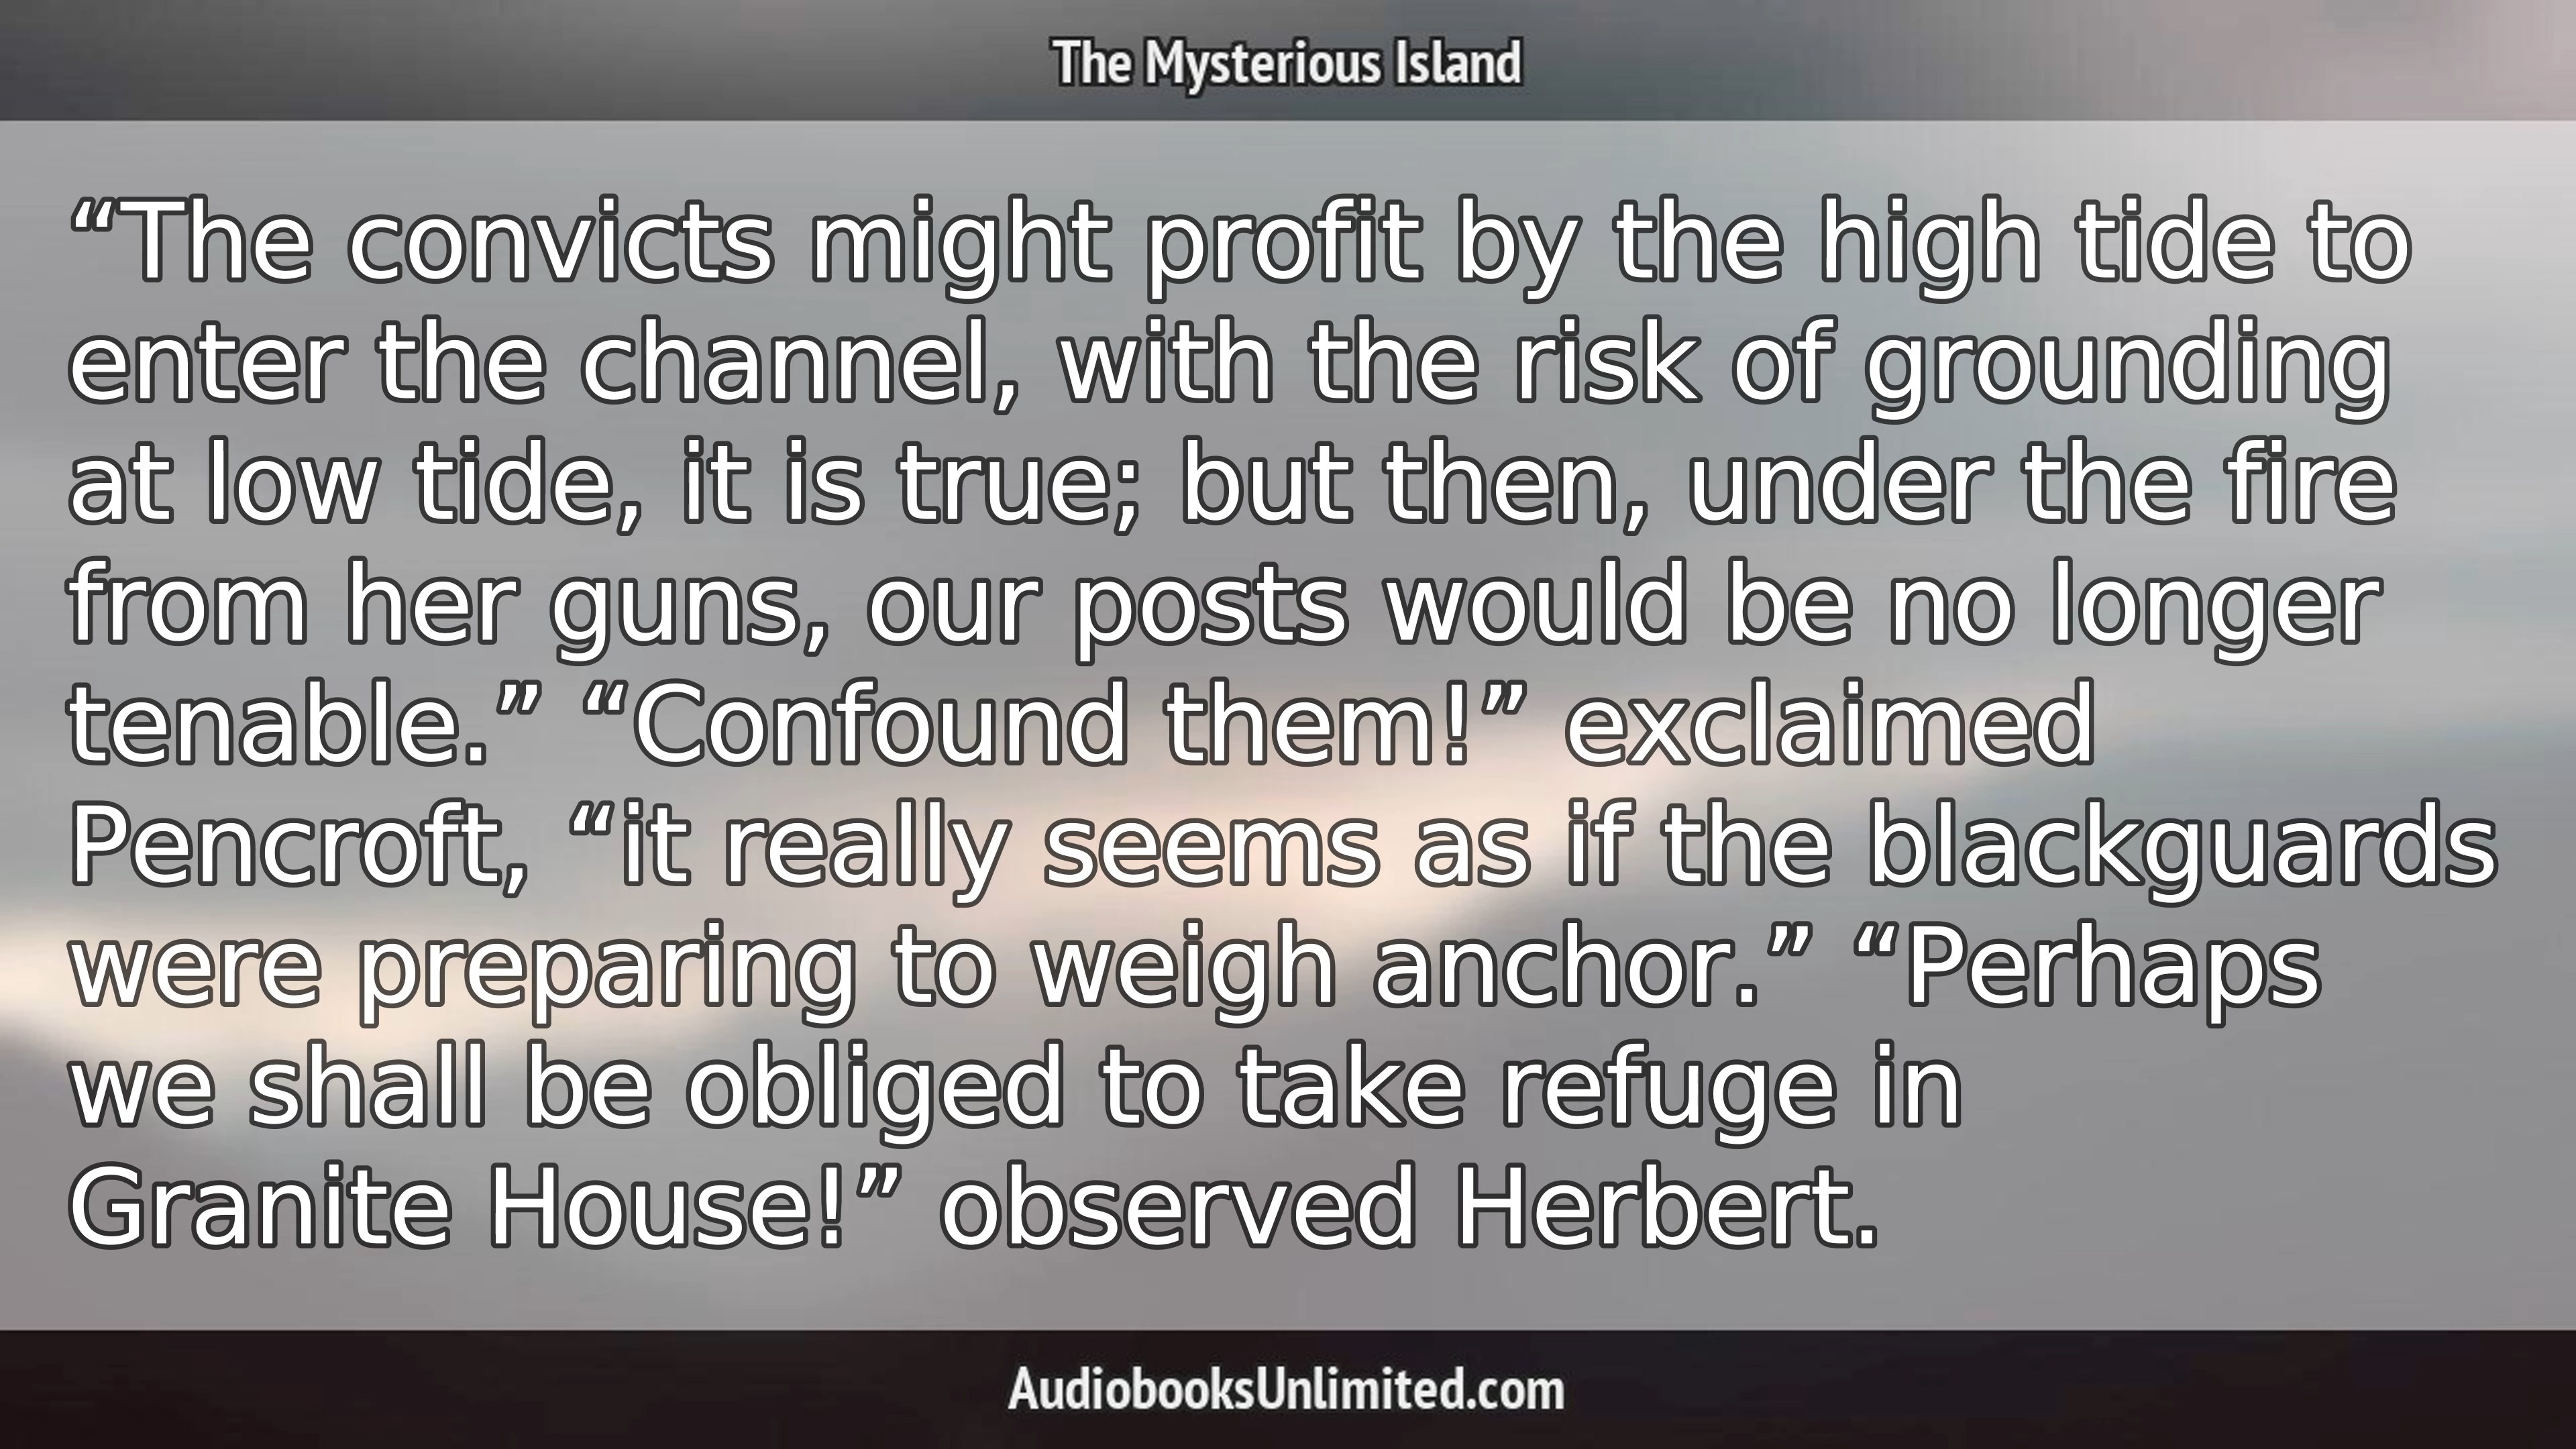 The Mysterious Island
“The convicts might profit by the high tide to
enter the channel, with the risk of grounding
at low tide, it is true; but then, under the fire
from her guns, our posts would be no longer
tenable.” “Confound them!” exclaimed
Pencroft, “it really seems as if the blackguards
were preparing to weigh anchor.” “Perhaps
we shall be obliged to take refuge in
Granite House!” observed Herbert.
AudiobooksUnlimited.com